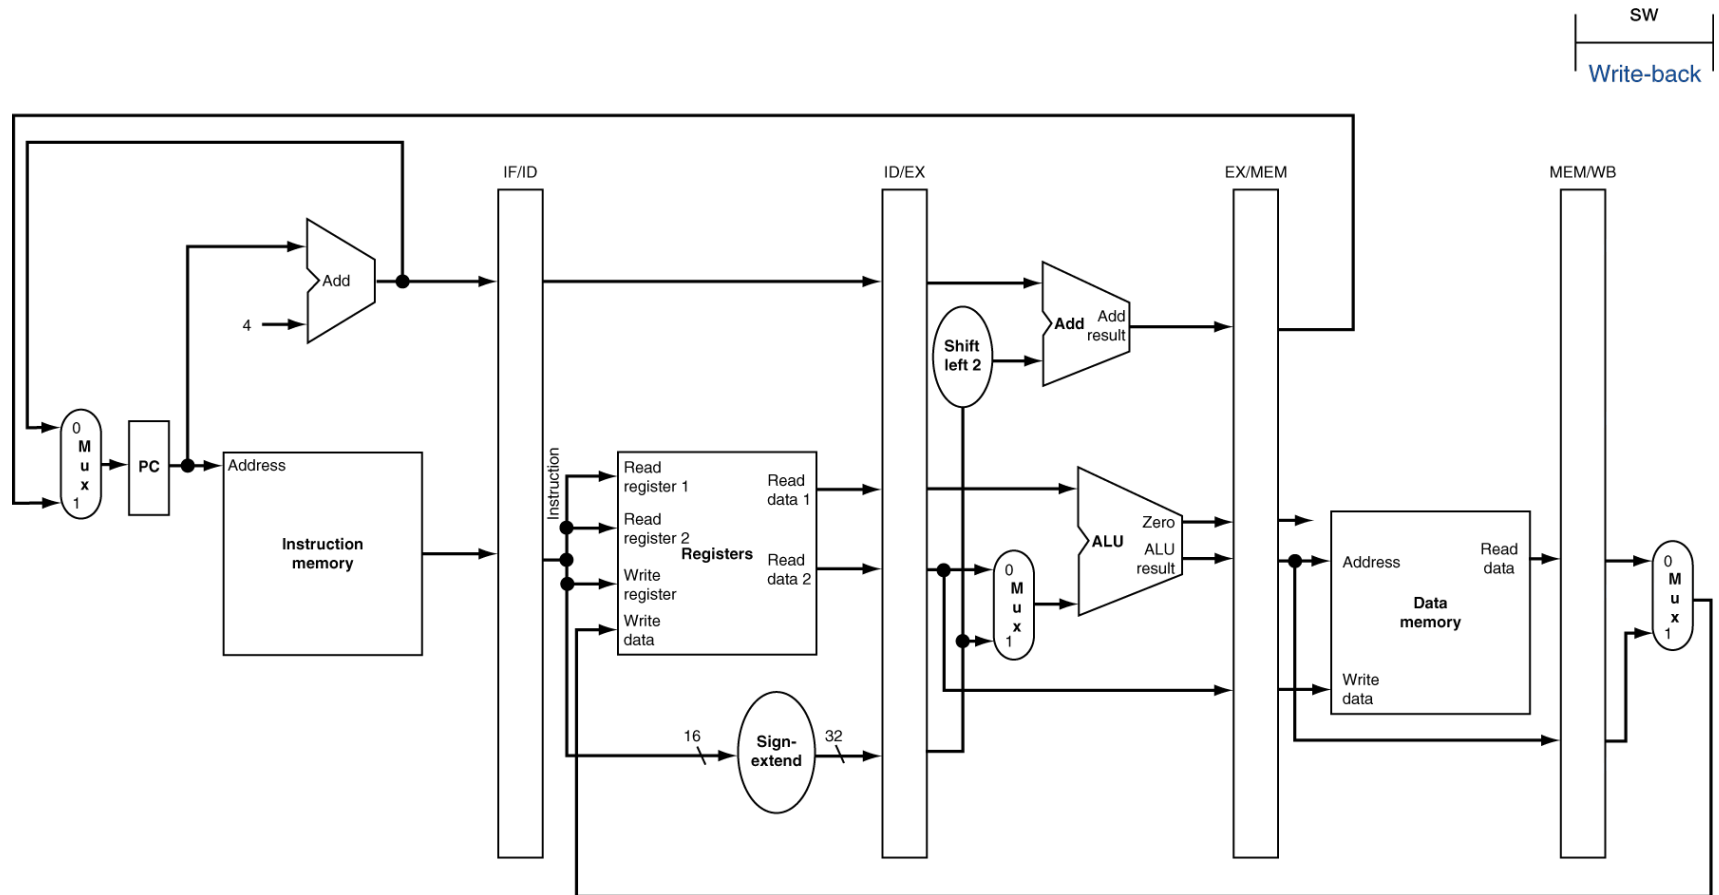 SW
Write-back
IF/ID
ID/EX
EX/MEM
MEM/WB
Add
4
Add
Add
result
Shift
left 2
0
M
u
x
1
PC
Address
Instruction
memory
Instruction
Read
register 1
Read
register 2
Write
register
Write
data
Registers
Read
data 1
Read
data 2
16
Sign-
extend
32
0
M
u
x
1
Zero
ALU
ALU
result
Address
Read
data
Data
memory
Write
data
0
M
u
x
1